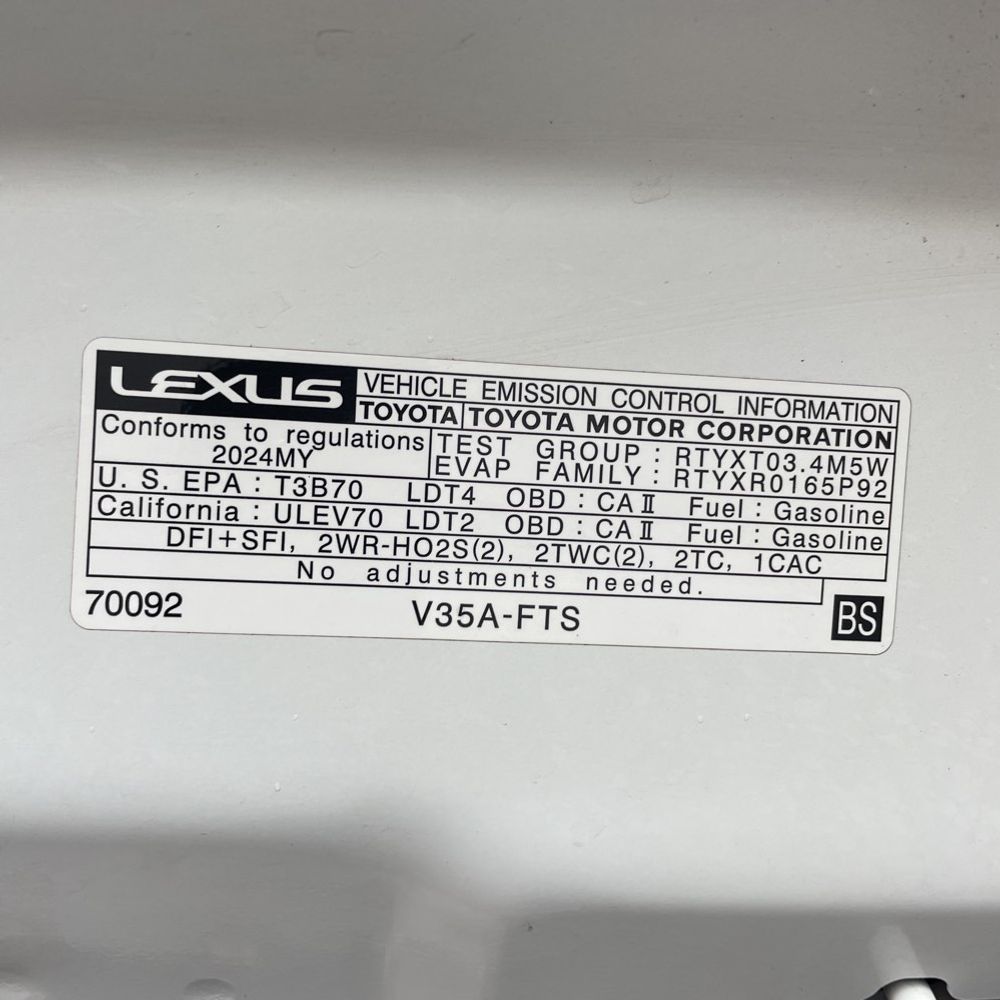 LEXUS VEHICLE EMISSION CONTROL INFORMATION
TOYOTA TOYOTA MOTOR CORPORATION
Conforms to regulations
2024MY
TEST GROUP : RTYXT03.4M5W
EVAP FAMILY : RTYXR0165P92
U. S. EPA : T3B70 LDT4 OBD : CA II Fuel : Gasoline
California : ULEV70 LDT2 OBD : CA II Fuel : Gasoline
DFI+SFI, 2WR-HO2S(2), 2TWC(2), 2TC, 1CAC
No adjustments needed.
70092 V35A-FTS BS